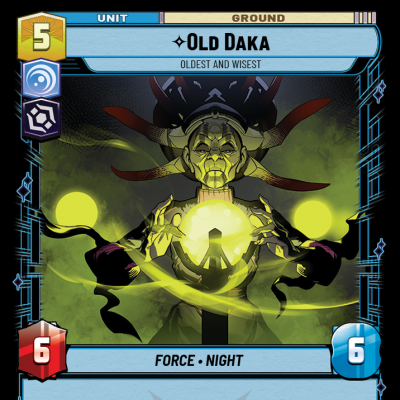 UNIT
GROUND
5
✧OLD DAKA
OLDEST AND WISEST
6
6
FORCE • NIGHT